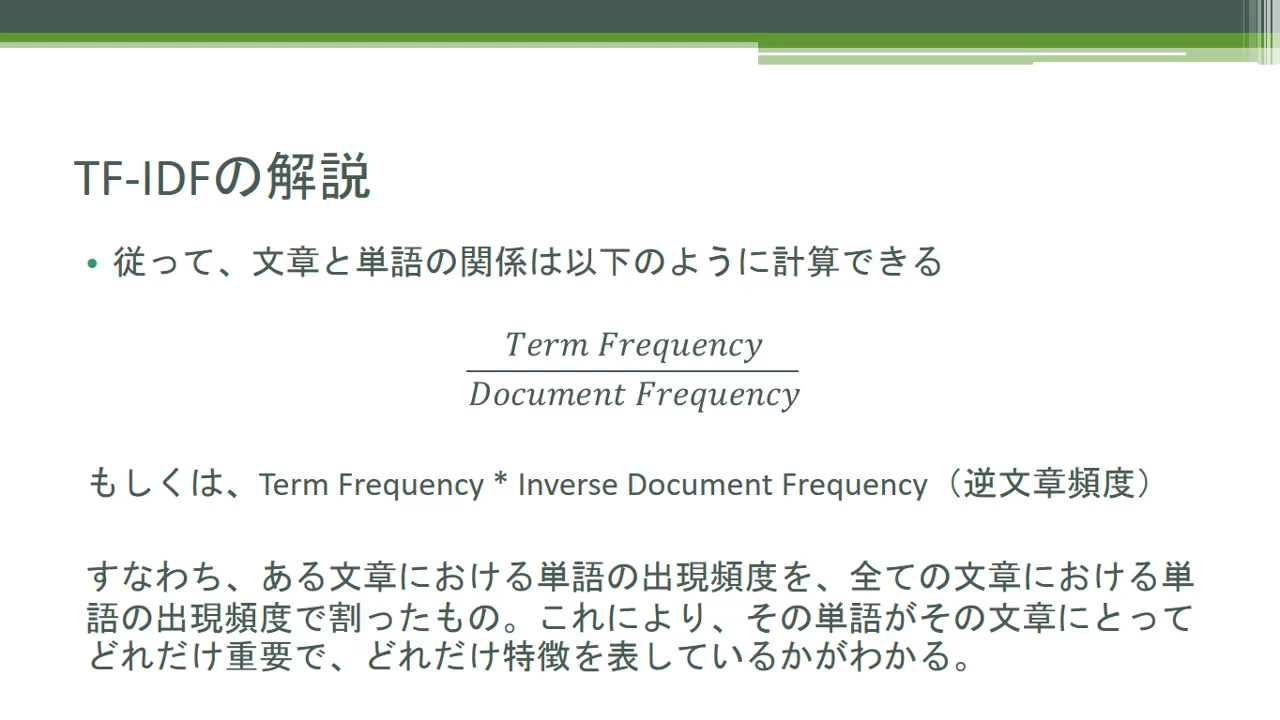 TF-IDFの解説
• 従って、文章と単語の関係は以下のように計算できる
Term Frequency
Document Frequency
もしくは、Term Frequency * Inverse Document Frequency（逆文章頻度）
すなわち、ある文章における単語の出現頻度を、全ての文章における単
語の出現頻度で割ったもの。これにより、その単語がその文章にとって
どれだけ重要で、どれだけ特徴を表しているかがわかる。